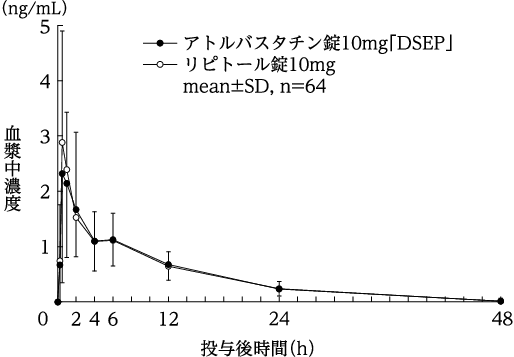 (ng/mL)
5
4
3
2
1
0
血漿中濃度
アトルバスタチン錠10mg「DSEP」
リピトール錠10mg
mean±SD, n=64
2 4 6 12 24 48
投与後時間(h)